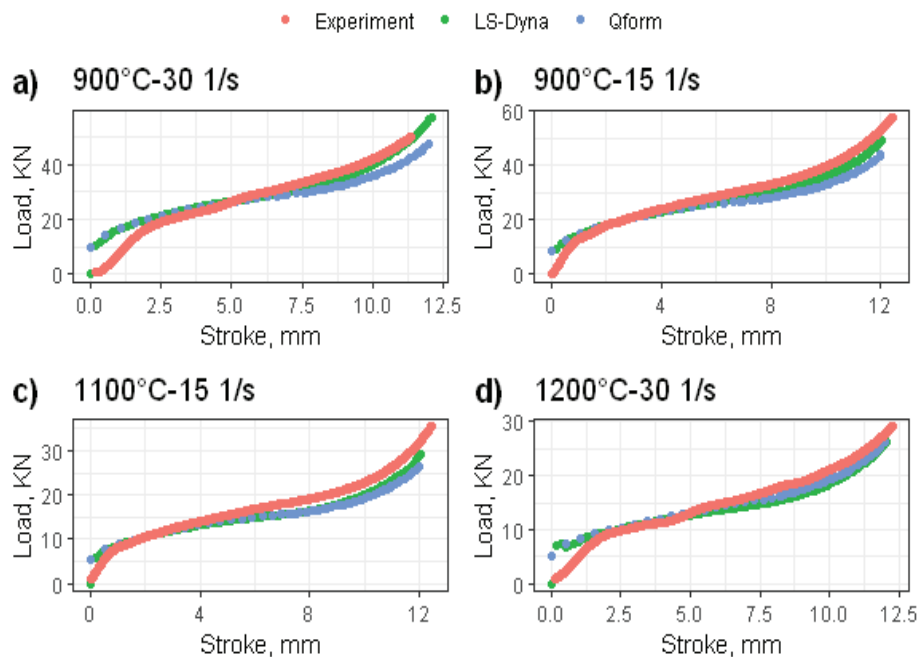 Experiment LS-Dyna Qform
a) 900°C-30 1/s
b) 900°C-15 1/s
Load, KN
40
20
0
0.0 2.5 5.0 7.5 10.0 12.5
Stroke, mm
Load, KN
60
40
20
0
0 4 8 12
Stroke, mm
c) 1100°C-15 1/s
d) 1200°C-30 1/s
Load, KN
30
20
10
0
0 4 8 12
Stroke, mm
Load, KN
30
20
10
0
0.0 2.5 5.0 7.5 10.0 12.5
Stroke, mm